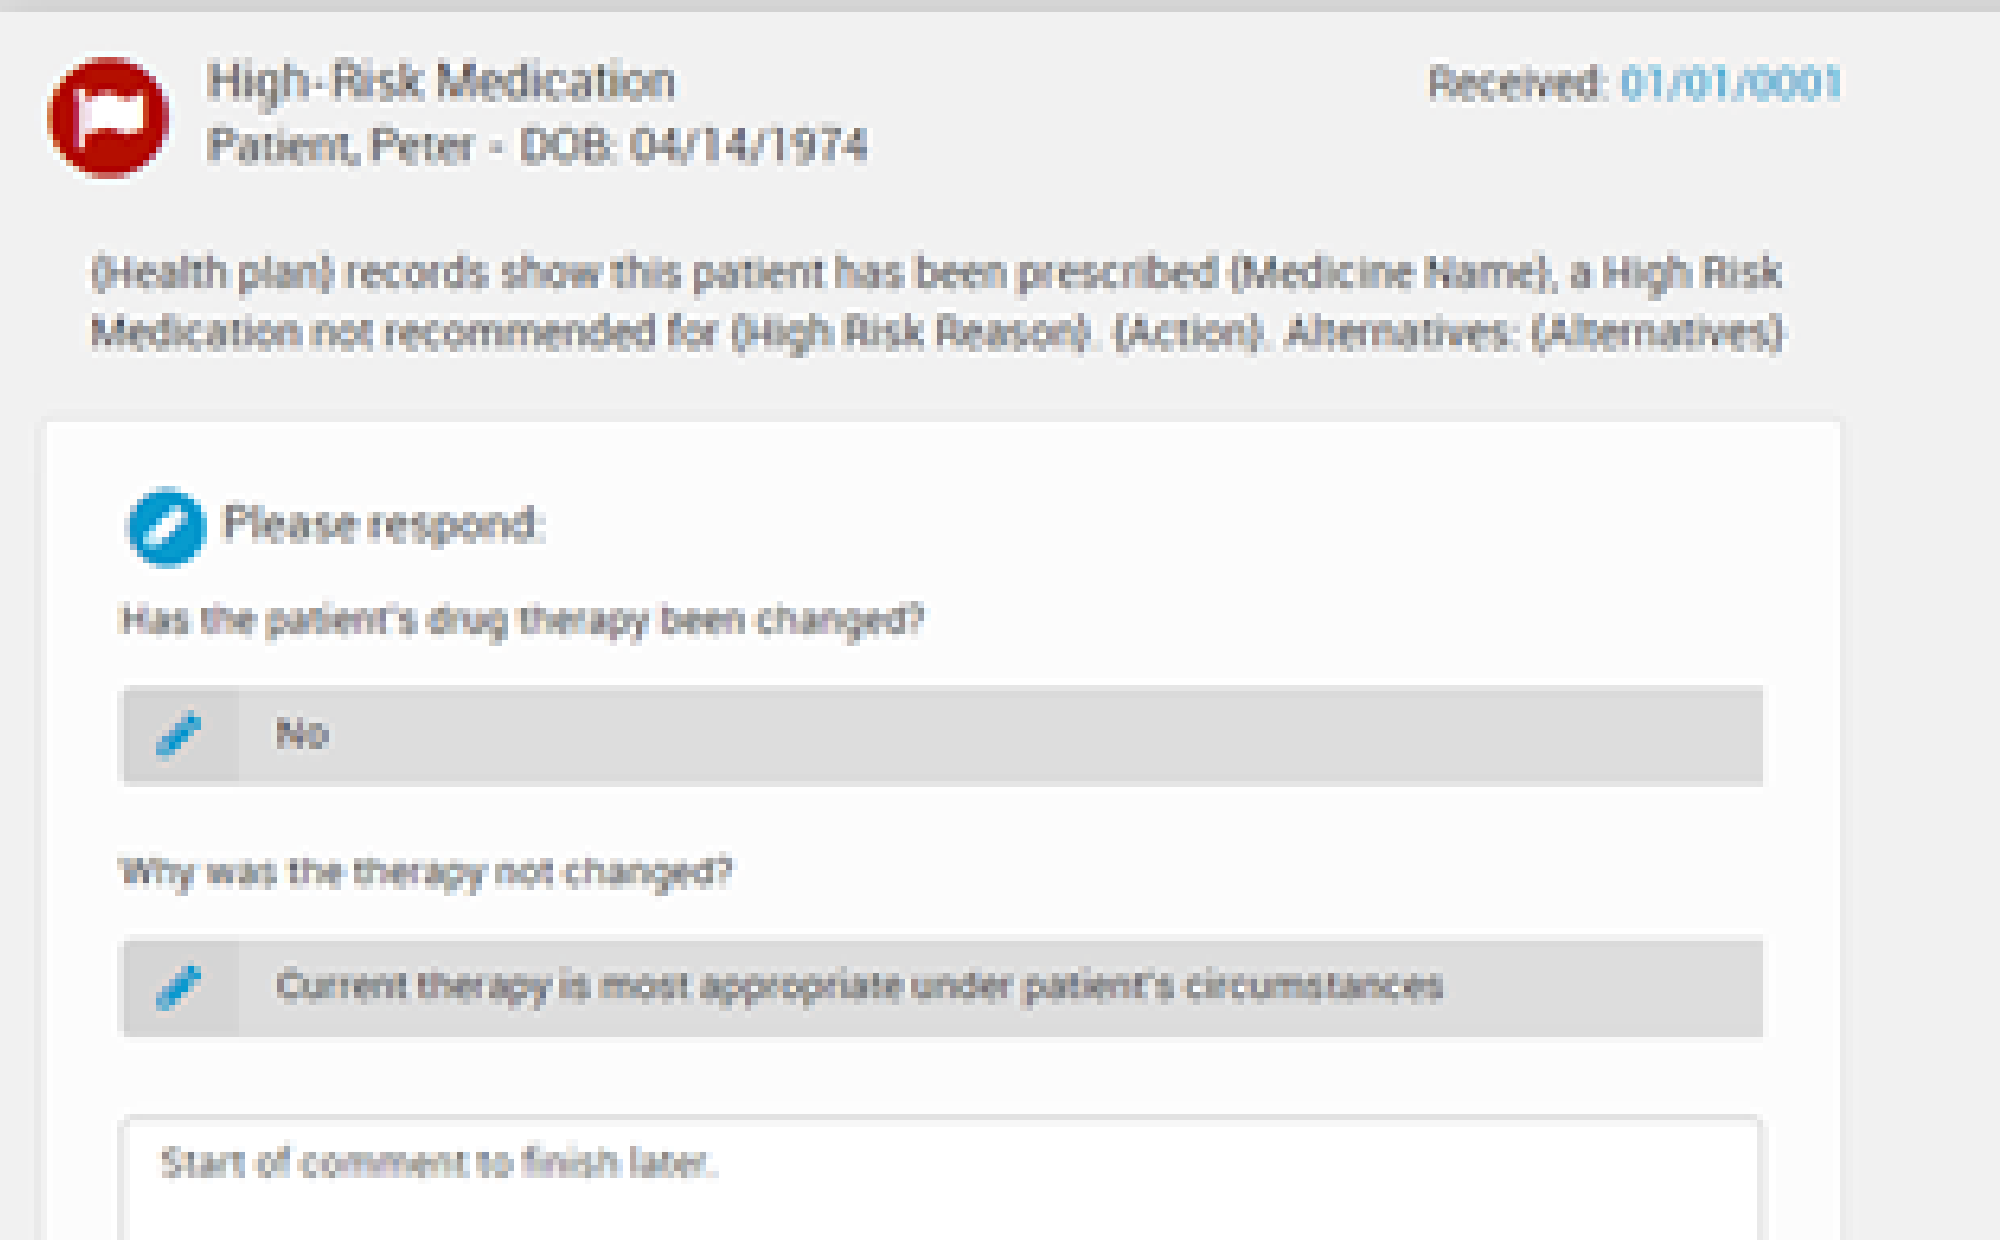 High-Risk Medication
Received: 01/01/0001
Patient, Peter - DOB: 04/14/1974
{Health plan} records show this patient has been prescribed {Medicine Name}, a High Risk
Medication not recommended for {High Risk Reason}. {Action}. Alternatives: {Alternatives}
Please respond:
Has the patient's drug therapy been changed?
No
Why was the therapy not changed?
Current therapy is most appropriate under patient's circumstances
Start of comment to finish later.